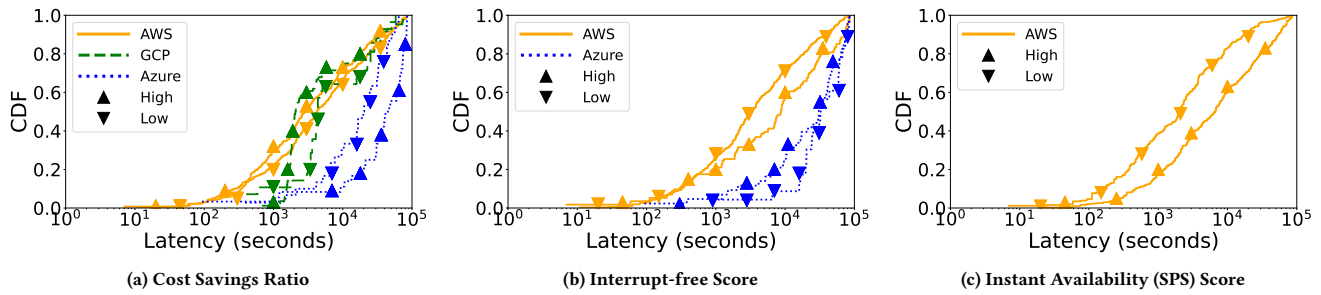 CDF
1.0
0.8
0.6
0.4
0.2
0.0
10^0 10^1 10^2 10^3 10^4 10^5
Latency (seconds)
AWS
GCP
Azure
High
Low
(a) Cost Savings Ratio
CDF
1.0
0.8
0.6
0.4
0.2
0.0
10^0 10^1 10^2 10^3 10^4 10^5
Latency (seconds)
AWS
Azure
High
Low
(b) Interrupt-free Score
CDF
1.0
0.8
0.6
0.4
0.2
0.0
10^0 10^1 10^2 10^3 10^4 10^5
Latency (seconds)
AWS
High
Low
(c) Instant Availability (SPS) Score